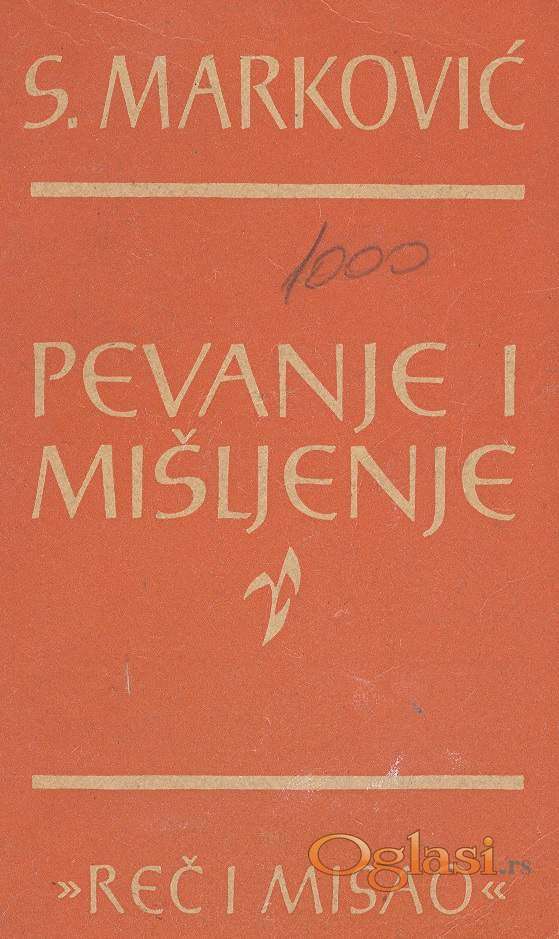 S. MARKOVIĆ
1000
PEVANJE I
MIŠLJENJE
Oglasi.rs
»REČ I MISAO«